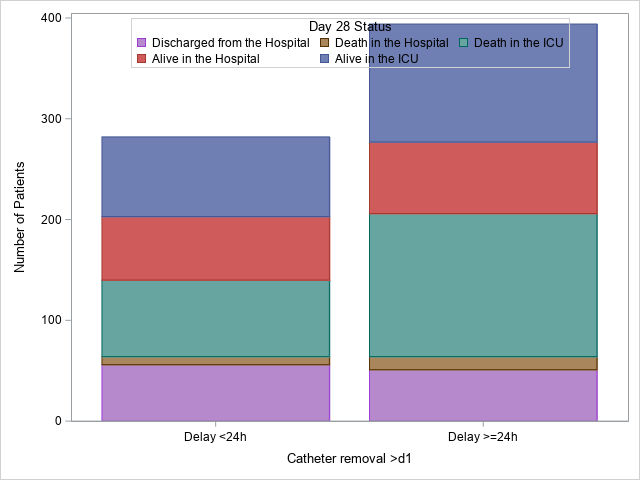 Day 28 Status
Discharged from the Hospital Death in the Hospital Death in the ICU
Alive in the Hospital Alive in the ICU
400
300
200
100
0
Number of Patients
Delay <24h Delay >=24h
Catheter removal >d1